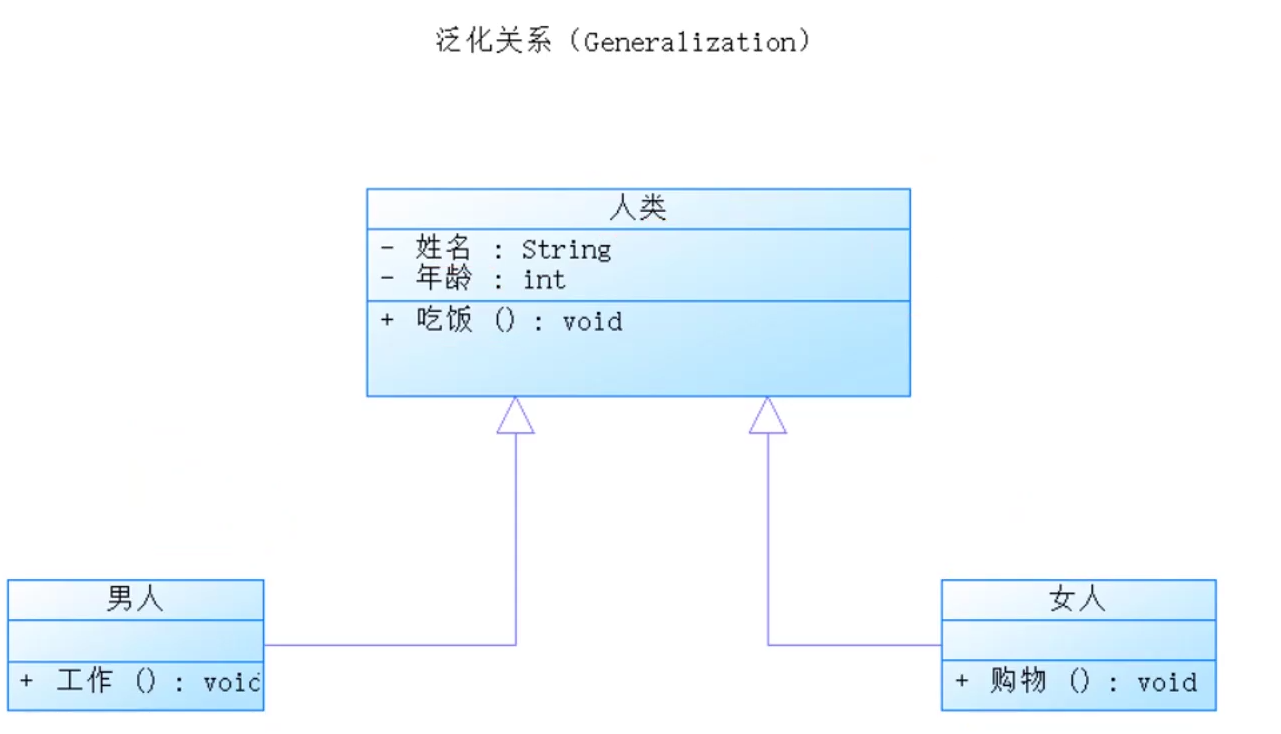 泛化关系（Generalization）
人类
- 姓名 : String
- 年龄 : int
+ 吃饭 () : void
男人
+ 工作 () : void
女人
+ 购物 () : void